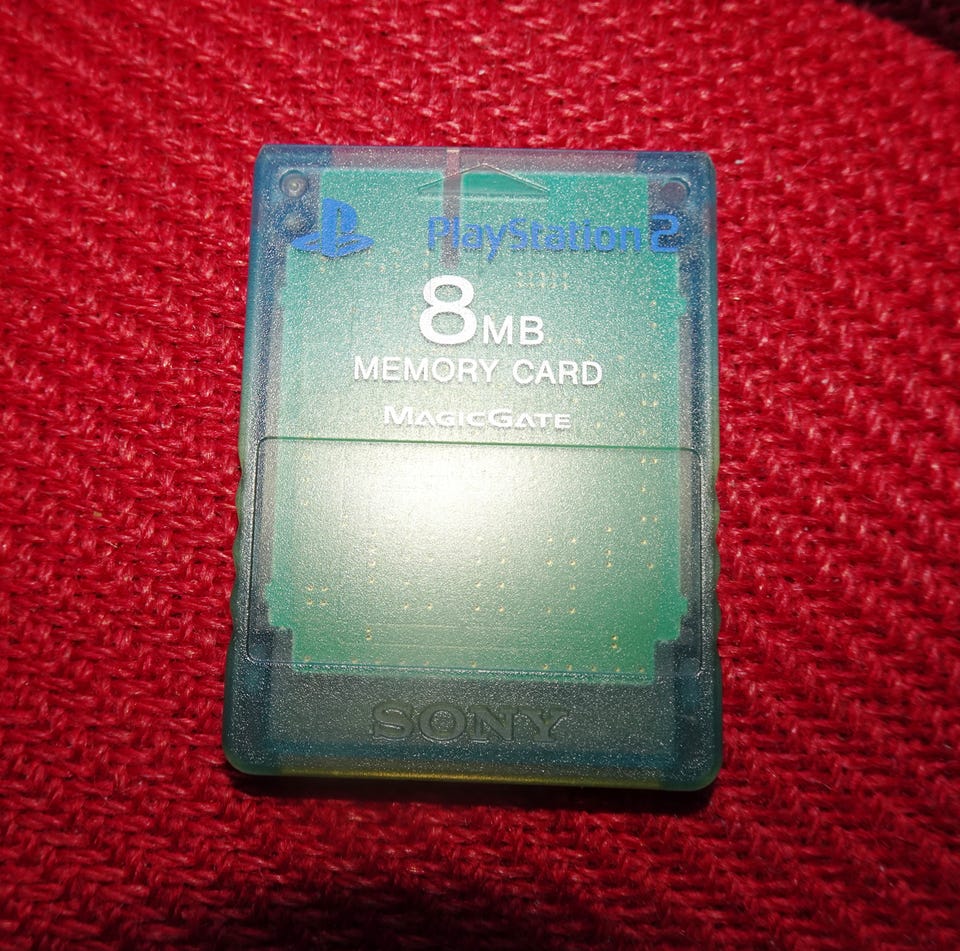 PlayStation 2
8MB
MEMORY CARD
MAGICGATE
SONY